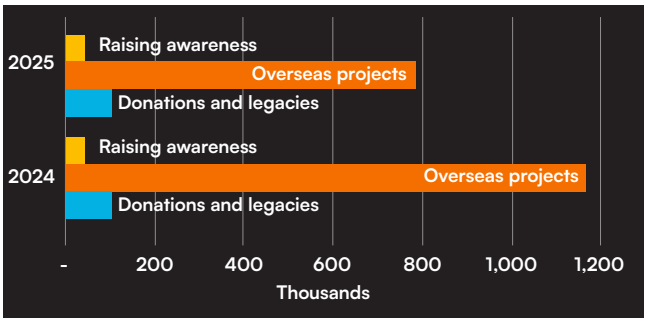 2025
Raising awareness
Overseas projects
Donations and legacies
2024
Raising awareness
Overseas projects
Donations and legacies
- 200 400 600 800 1,000 1,200
Thousands